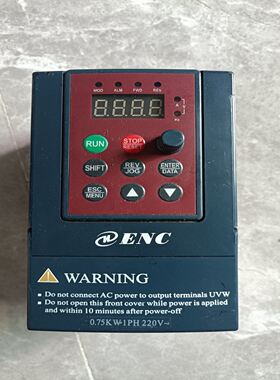 MOD ALM FWD REV
A
Hz
8.8.8.8.
RUN
STOP
RESET
SHIFT
REV
JOG
ENTER
DATA
ESC
MENU
ENC
WARNING
Do not connect AC power to output terminals UVW
Do not open this front cover while power is applied
and within 10 minutes after power-off
0.75KW 1PH 220V~